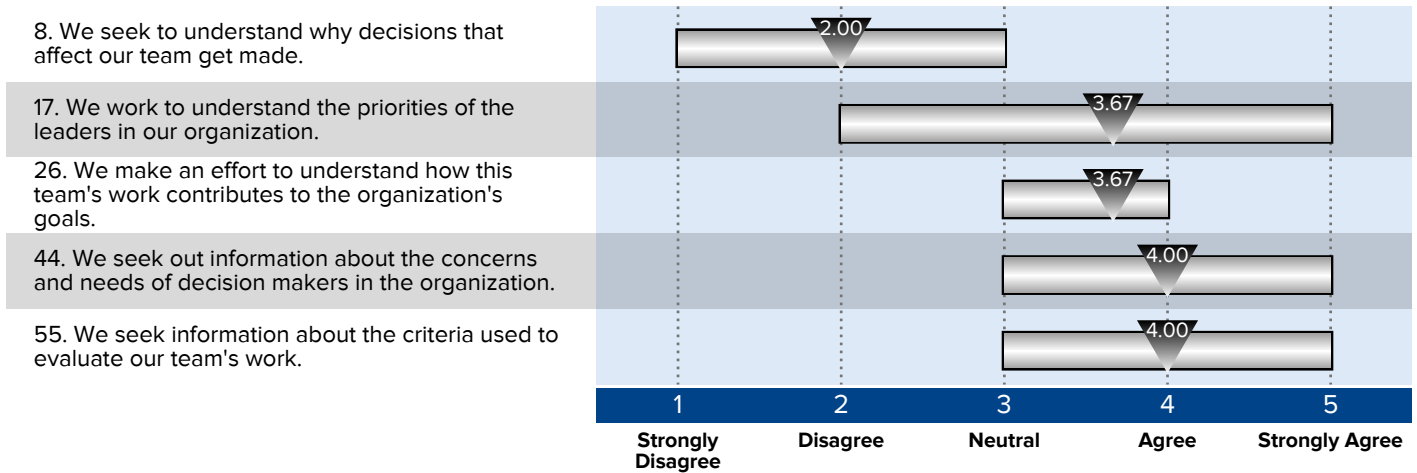 8. We seek to understand why decisions that
affect our team get made.
2.00
17. We work to understand the priorities of the
leaders in our organization.
3.67
26. We make an effort to understand how this
team's work contributes to the organization's
goals.
3.67
44. We seek out information about the concerns
and needs of decision makers in the organization.
4.00
55. We seek information about the criteria used to
evaluate our team's work.
4.00
1 2 3 4 5
Strongly Disagree Neutral Agree Strongly Agree
Disagree